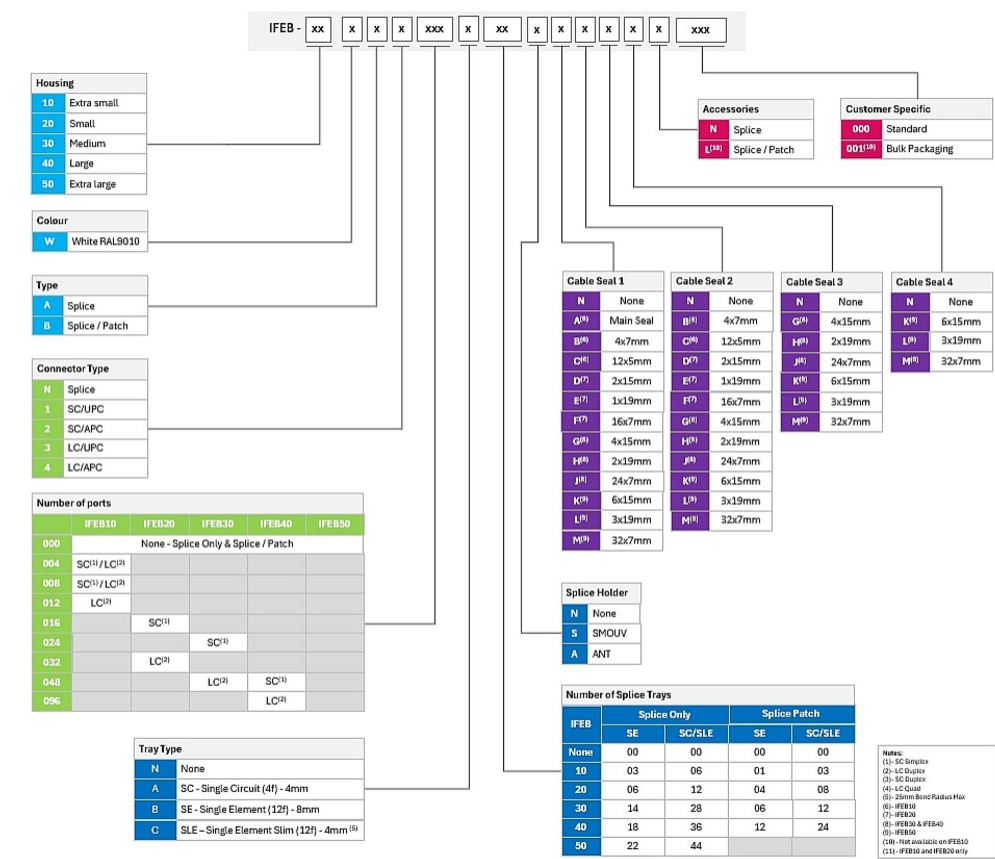 IFEB - xx x x x xxx x xx x x x x x x xxx
Housing
10 Extra small
20 Small
30 Medium
40 Large
50 Extra large
Colour
W White RAL9010
Type
A Splice
B Splice / Patch
Connector Type
N Splice
1 SC/UPC
2 SC/APC
3 LC/UPC
4 LC/APC
Number of ports
IFEB10 IFEB20 IFEB30 IFEB40 IFEB50
000 None - Splice Only & Splice / Patch
004 SC(1)/LC(2)
008 SC(1)/LC(2)
012 LC(2)
016 SC(1)
024 SC(1)
032 LC(2)
048 LC(2) SC(1)
096 LC(2)
Tray Type
N None
A SC - Single Circuit (4f) - 4mm
B SE - Single Element (12f) - 8mm
C SLE – Single Element Slim (12f) - 4mm (5)
Accessories
N Splice
L(10) Splice / Patch
Customer Specific
000 Standard
001(10) Bulk Packaging
Cable Seal 1
N None
A(6) Main Seal
B(6) 4x7mm
C(6) 12x5mm
D(7) 2x15mm
E(7) 1x19mm
F(7) 16x7mm
G(8) 4x15mm
H(8) 2x19mm
J(8) 24x7mm
K(9) 6x15mm
L(9) 3x19mm
M(9) 32x7mm
Cable Seal 2
N None
B(6) 4x7mm
C(6) 12x5mm
D(7) 2x15mm
E(7) 1x19mm
F(7) 16x7mm
G(8) 4x15mm
H(8) 2x19mm
J(8) 24x7mm
K(9) 6x15mm
L(9) 3x19mm
M(9) 32x7mm
Cable Seal 3
N None
G(8) 4x15mm
H(8) 2x19mm
J(8) 24x7mm
K(9) 6x15mm
L(9) 3x19mm
M(9) 32x7mm
Cable Seal 4
N None
K(9) 6x15mm
L(9) 3x19mm
M(9) 32x7mm
Splice Holder
N None
S SMOUV
A ANT
Number of Splice Trays
IFEB Splice Only Splice Patch
SE SC/SLE SE SC/SLE
None 00 00 00 00
10 03 06 01 03
20 06 12 04 08
30 14 28 06 12
40 18 36 12 24
50 22 44
Notes:
(1)- SC Simplex
(2)- LC Duplex
(3)- SC Duplex
(4)- LC Quad
(5)- 25mm Bend Radius Max
(6)- IFEB10
(7)- IFEB20
(8)- IFEB30 & IFEB40
(9)- IFEB50
(10) - Not available on IFEB10
(11) - IFEB10 and IFEB20 only